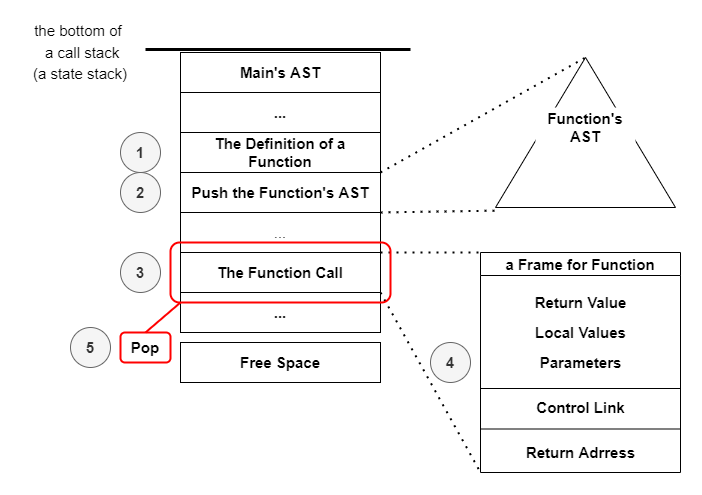 the bottom of
a call stack
(a state stack)
Main's AST
...
1
The Definition of a
Function
2
Push the Function's AST
...
3
The Function Call
...
5
Pop
Free Space
Function's
AST
a Frame for Function
Return Value
Local Values
Parameters
4
Control Link
Return Adrress